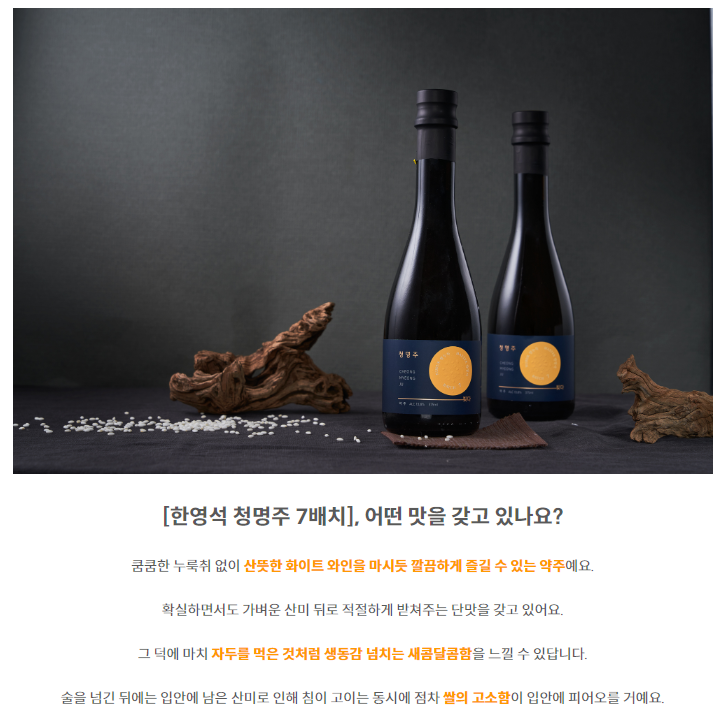 청명주
CHEONG
MYEONG
JU
청명주
CHEONG
MYEONG
JU
[한영석 청명주 7배치], 어떤 맛을 갖고 있나요?
쿰쿰한 누룩취 없이 산뜻한 화이트 와인을 마시듯 깔끔하게 즐길 수 있는 약주예요.
확실하면서도 가벼운 산미 뒤로 적절하게 받쳐주는 단맛을 갖고 있어요.
그 덕에 마치 자두를 먹은 것처럼 생동감 넘치는 새콤달콤함을 느낄 수 있답니다.
술을 넘긴 뒤에는 입안에 남은 산미로 인해 침이 고이는 동시에 점차 쌀의 고소함이 입안에 피어오를 거예요.